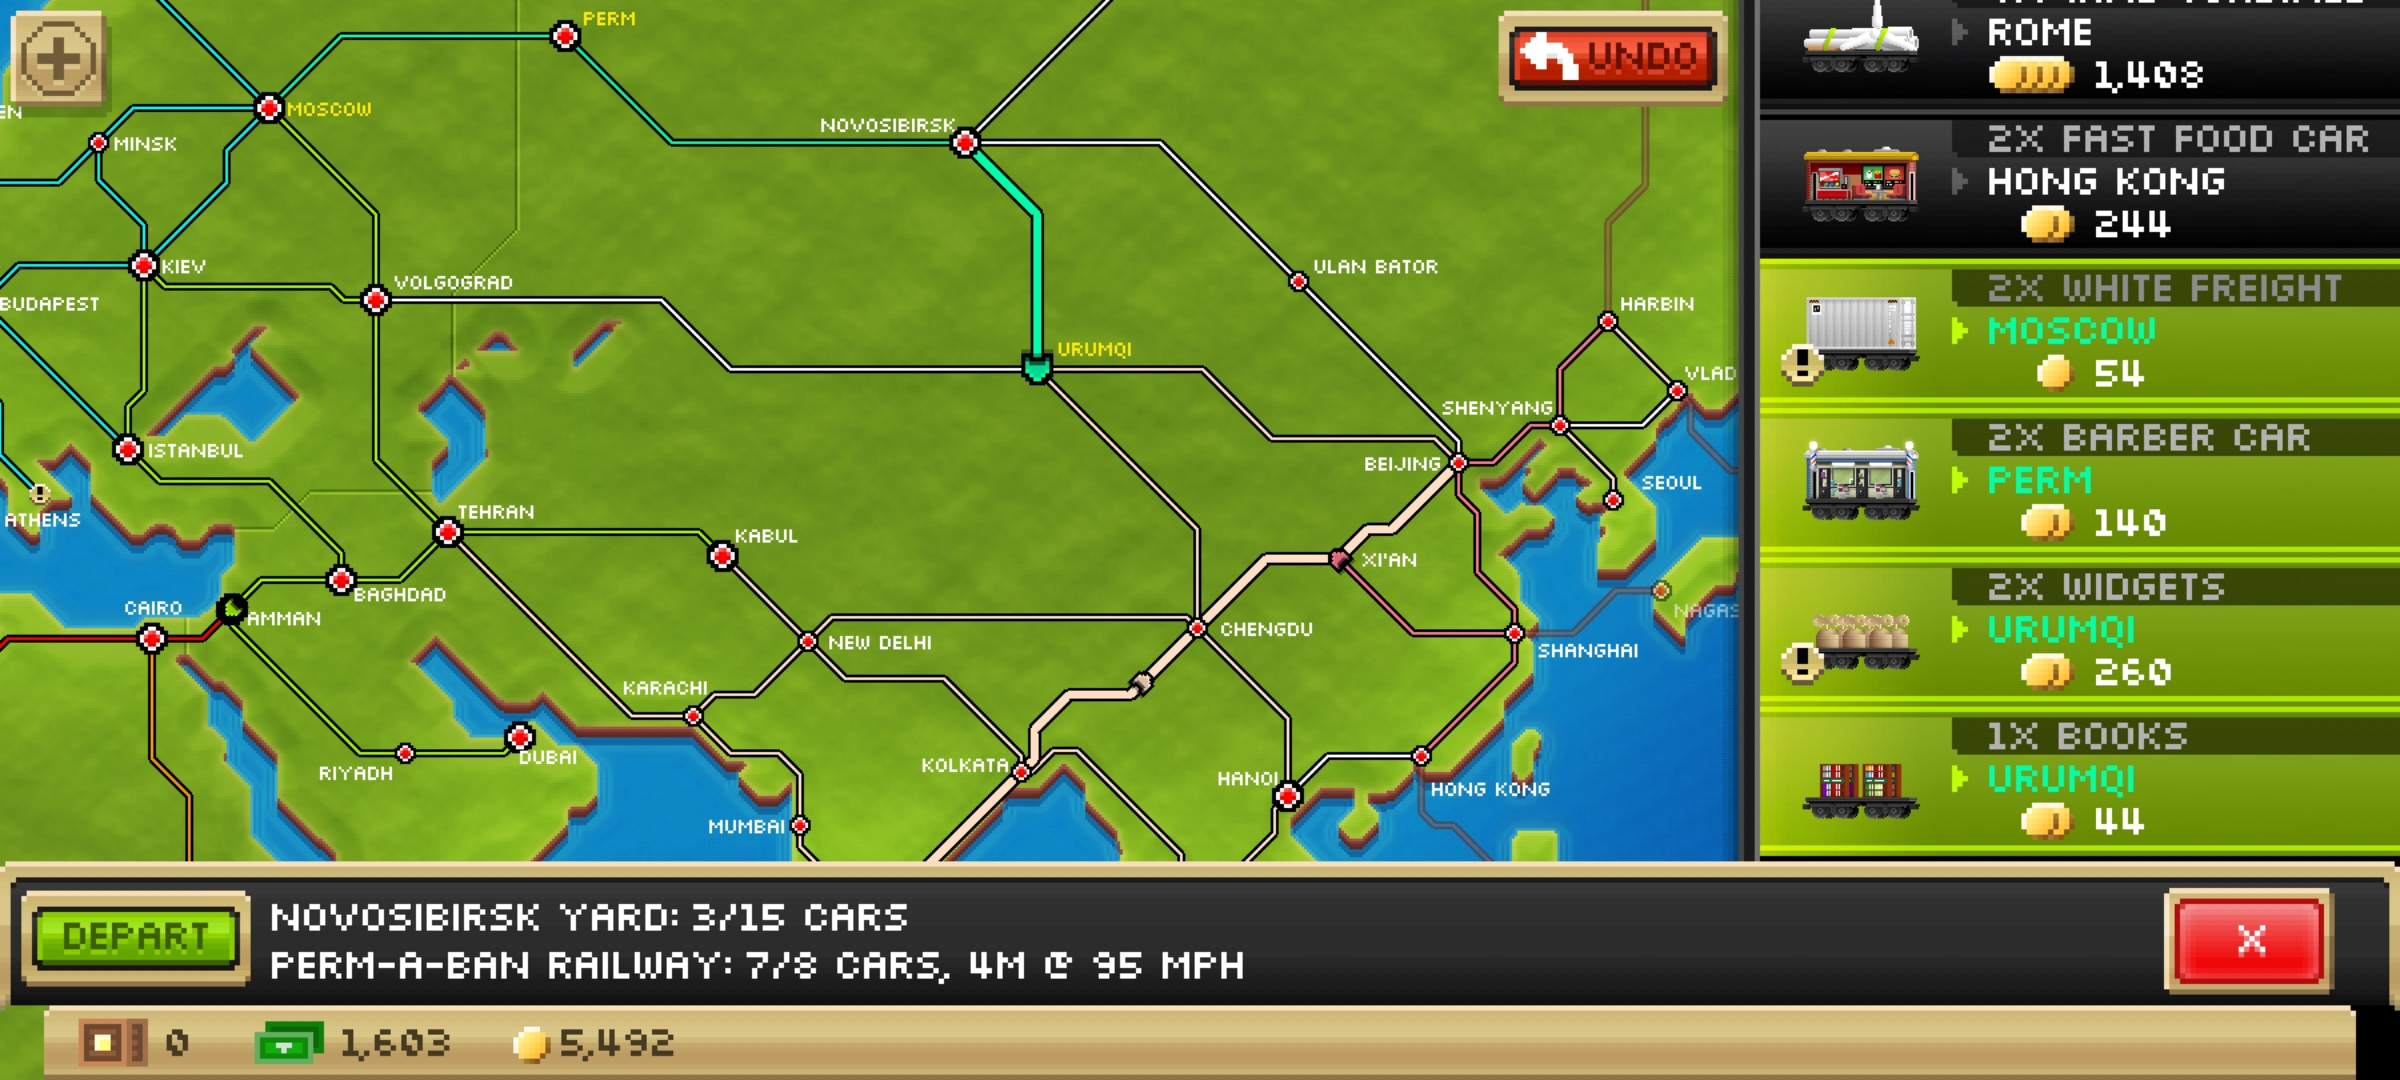 PERM
UNDO
ROME
1,408
MOSCOW
MINSK
NOVOSIBIRSK
2X FAST FOOD CAR
HONG KONG
244
KIEV
VOLGOGRAD
ULAN BATOR
BUDAPEST
HARBIN
2X WHITE FREIGHT
MOSCOW
54
URUMQI
VLAD
SHENYANG
ISTANBUL
BEIJING
2X BARBER CAR
PERM
140
SEOUL
ATHENS
TEHRAN
KABUL
XI'AN
BAGHDAD
CAIRO
AMMAN
NEW DELHI
CHENGDU
NAGAS
SHANGHAI
2X WIDGETS
URUMQI
260
KARACHI
RIYADH
DUBAI
KOLKATA
HANOI
HONG KONG
MUMBAI
1X BOOKS
URUMQI
44
DEPART
NOVOSIBIRSK YARD: 3/15 CARS
PERM-A-BAN RAILWAY: 7/8 CARS, 4M @ 95 MPH
X
0
1,603
5,492